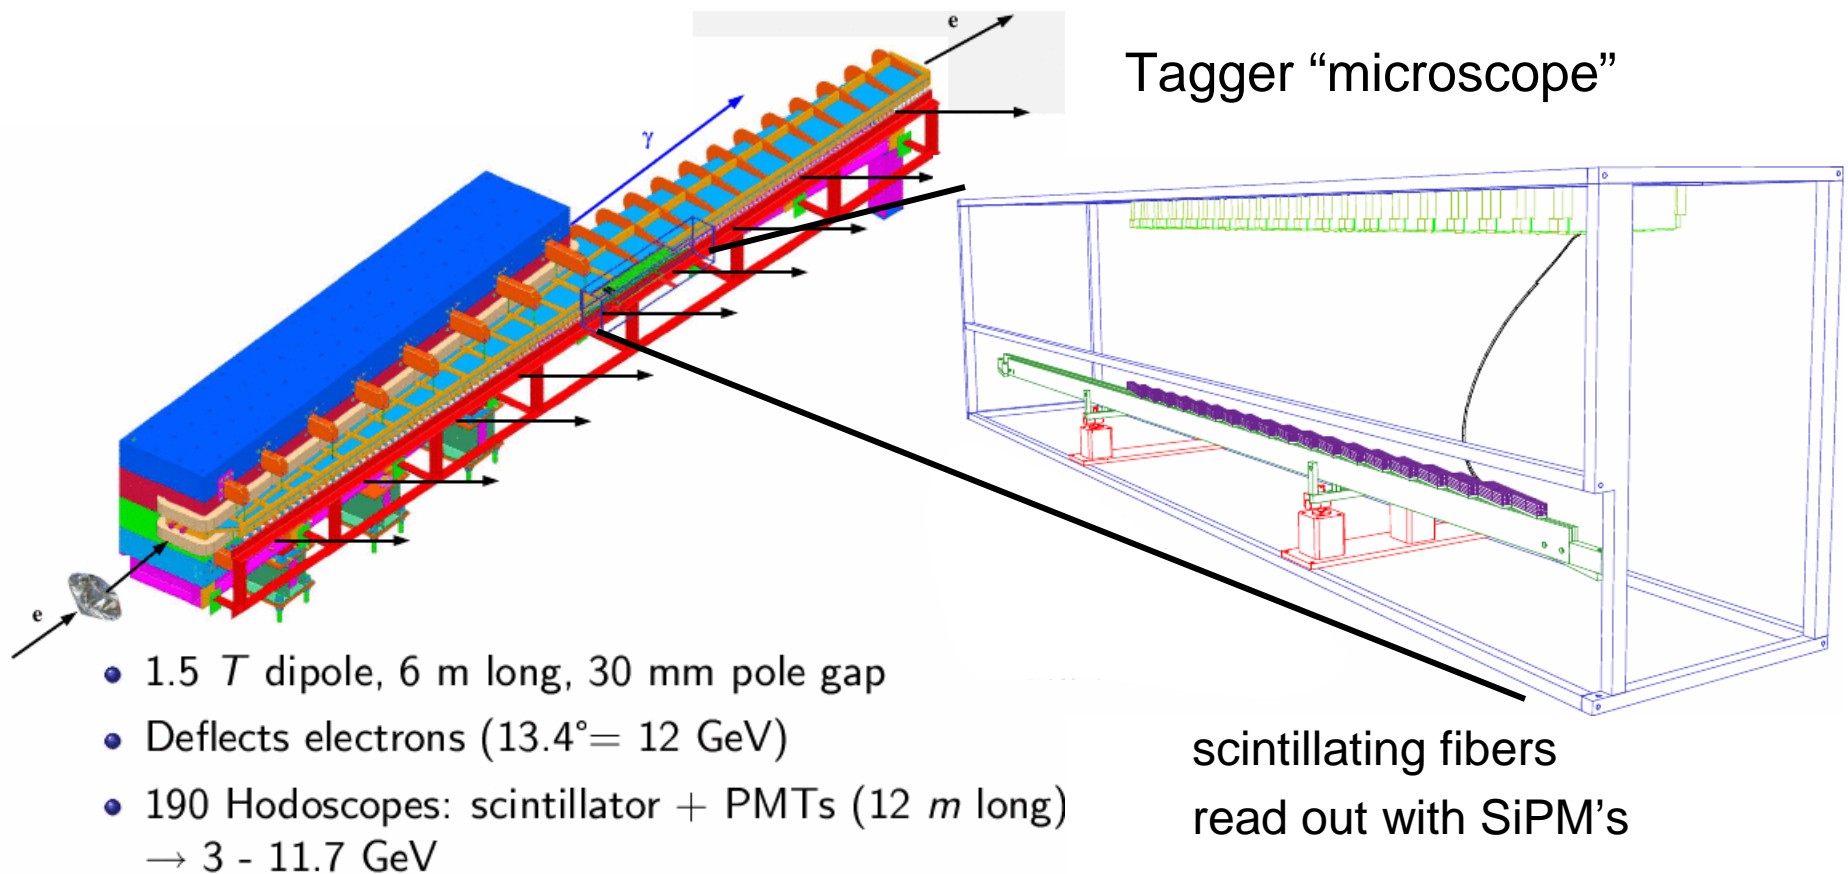 e
Tagger “microscope”
γ
e
• 1.5 T dipole, 6 m long, 30 mm pole gap
• Deflects electrons (13.4°= 12 GeV)
• 190 Hodoscopes: scintillator + PMTs (12 m long)
→ 3 - 11.7 GeV
scintillating fibers
read out with SiPM’s